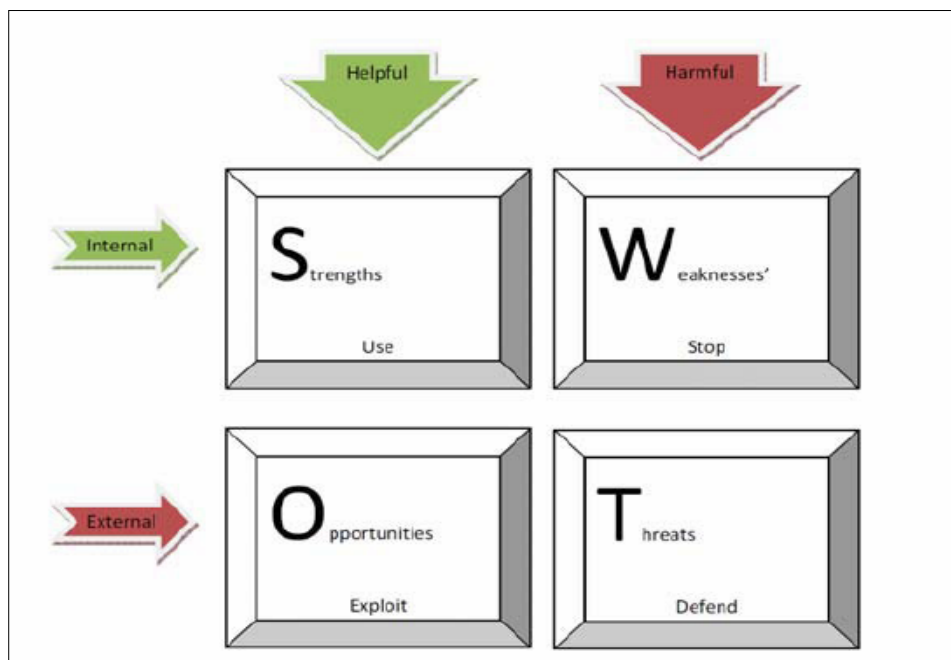 Helpful
Harmful
Internal
Strengths
Weaknesses’
Use
Stop
External
Opportunities
Threats
Exploit
Defend